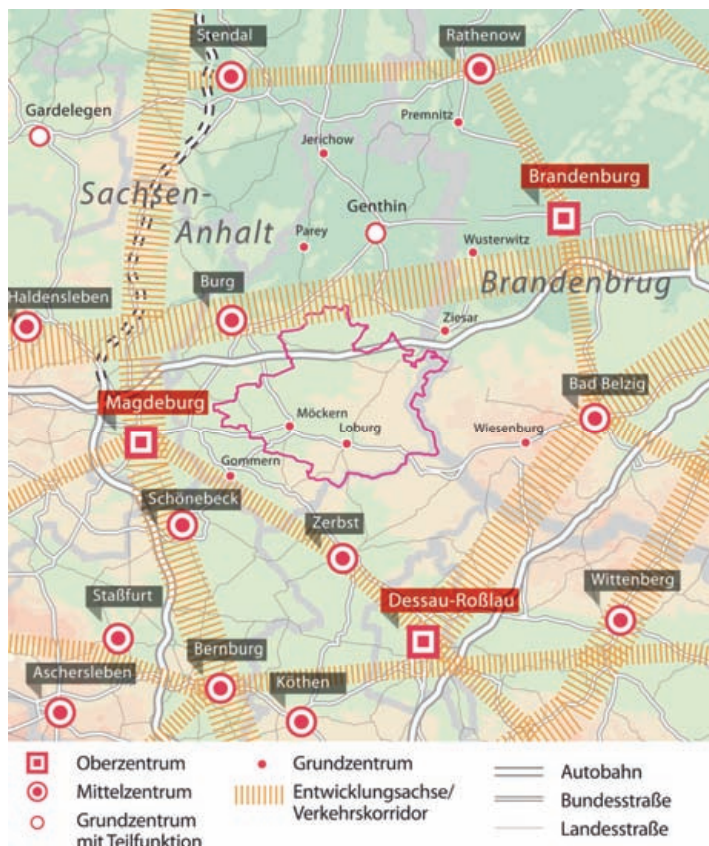 Stendal
Rathenow
Gardelegen
Premnitz
Jerichow
Brandenburg
Sachsen-
Anhalt
Genthin
Parey
Wusterwitz
Burg
Brandenbrug
Haldensleben
Ziesar
Bad Belzig
Magdeburg
Möckern
Loburg
Wiesenburg
Gommern
Schönebeck
Zerbst
Wittenberg
Staßfurt
Dessau-Roßlau
Bernburg
Aschersleben
Köthen
Oberzentrum
Mittelzentrum
Grundzentrum
mit Teilfunktion
Grundzentrum
Entwicklungsachse/
Verkehrskorridor
Autobahn
Bundesstraße
Landesstraße